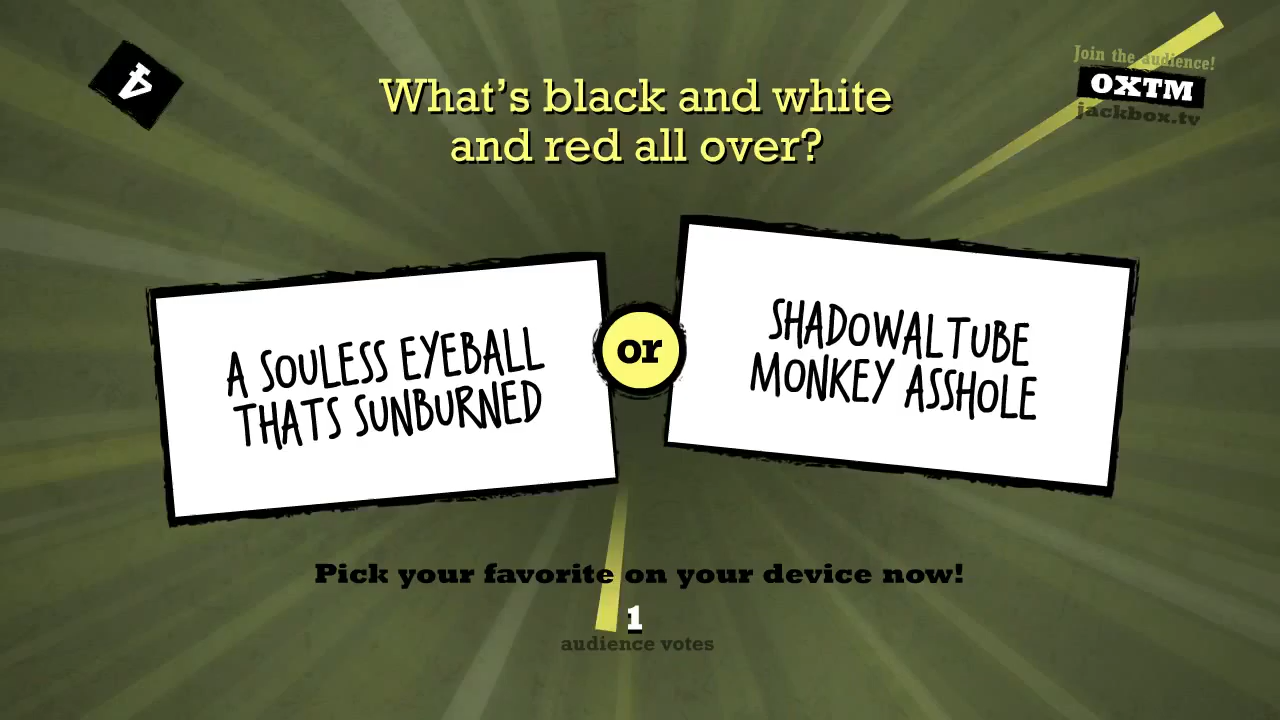 4
Join the audience!
OXTM
jackbox.tv
What's black and white
and red all over?
A SOULESS EYEBALL
THATS SUNBURNED
or
SHADOWALTUBE
MONKEY ASSHOLE
Pick your favorite on your device now!
1
audience votes